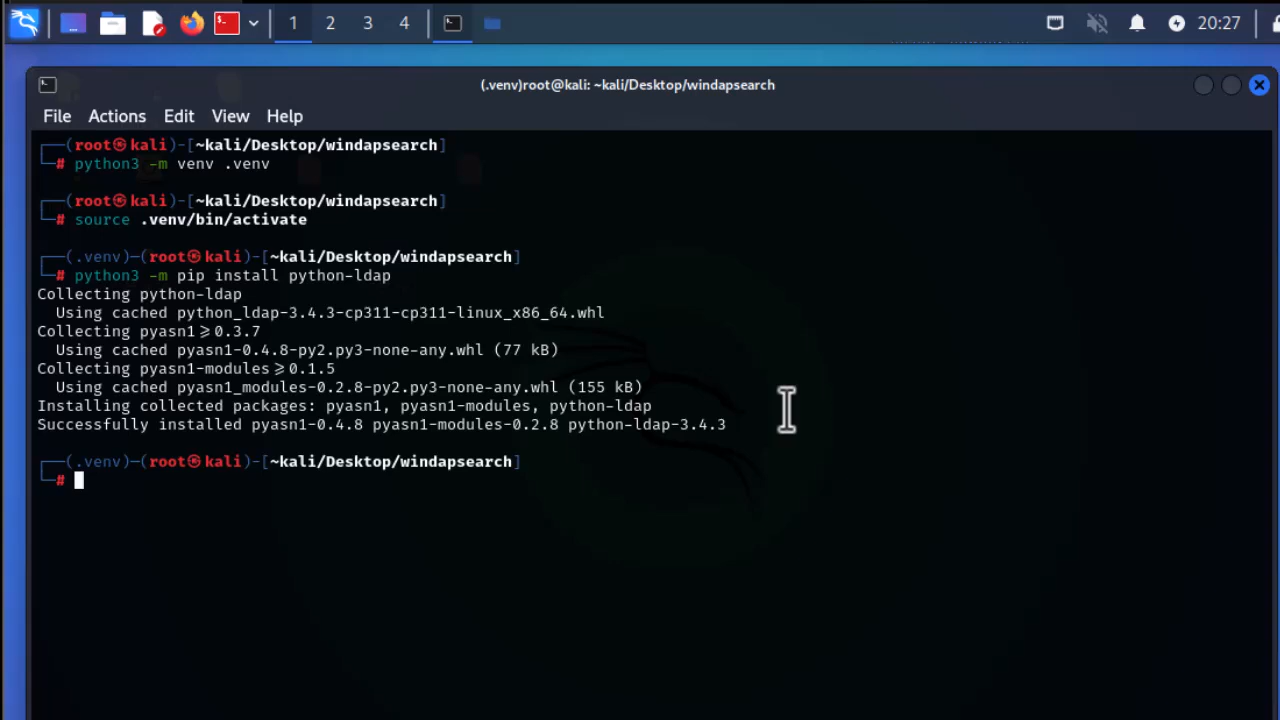 1 2 3 4 20:27
(.venv)root@kali: ~kali/Desktop/windapsearch
File Actions Edit View Help
┌──(root㉿kali)-[~kali/Desktop/windapsearch]
└─# python3 -m venv .venv
┌──(root㉿kali)-[~kali/Desktop/windapsearch]
└─# source .venv/bin/activate
┌──(.venv)─(root㉿kali)-[~kali/Desktop/windapsearch]
└─# python3 -m pip install python-ldap
Collecting python-ldap
  Using cached python_ldap-3.4.3-cp311-cp311-linux_x86_64.whl
Collecting pyasn1≥0.3.7
  Using cached pyasn1-0.4.8-py2.py3-none-any.whl (77 kB)
Collecting pyasn1-modules≥0.1.5
  Using cached pyasn1_modules-0.2.8-py2.py3-none-any.whl (155 kB)
Installing collected packages: pyasn1, pyasn1-modules, python-ldap
Successfully installed pyasn1-0.4.8 pyasn1-modules-0.2.8 python-ldap-3.4.3
┌──(.venv)─(root㉿kali)-[~kali/Desktop/windapsearch]
└─#